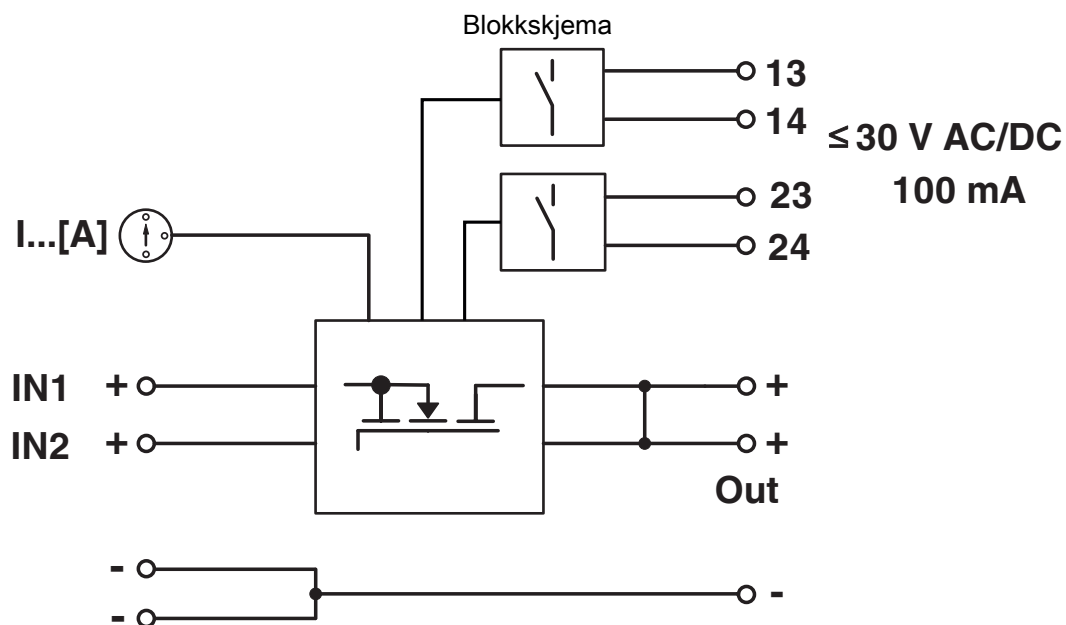 Blokkskjema
13
14
≤ 30 V AC/DC
100 mA
23
24
I...[A]
IN1 +
IN2 +
+
+
Out
-
-
-